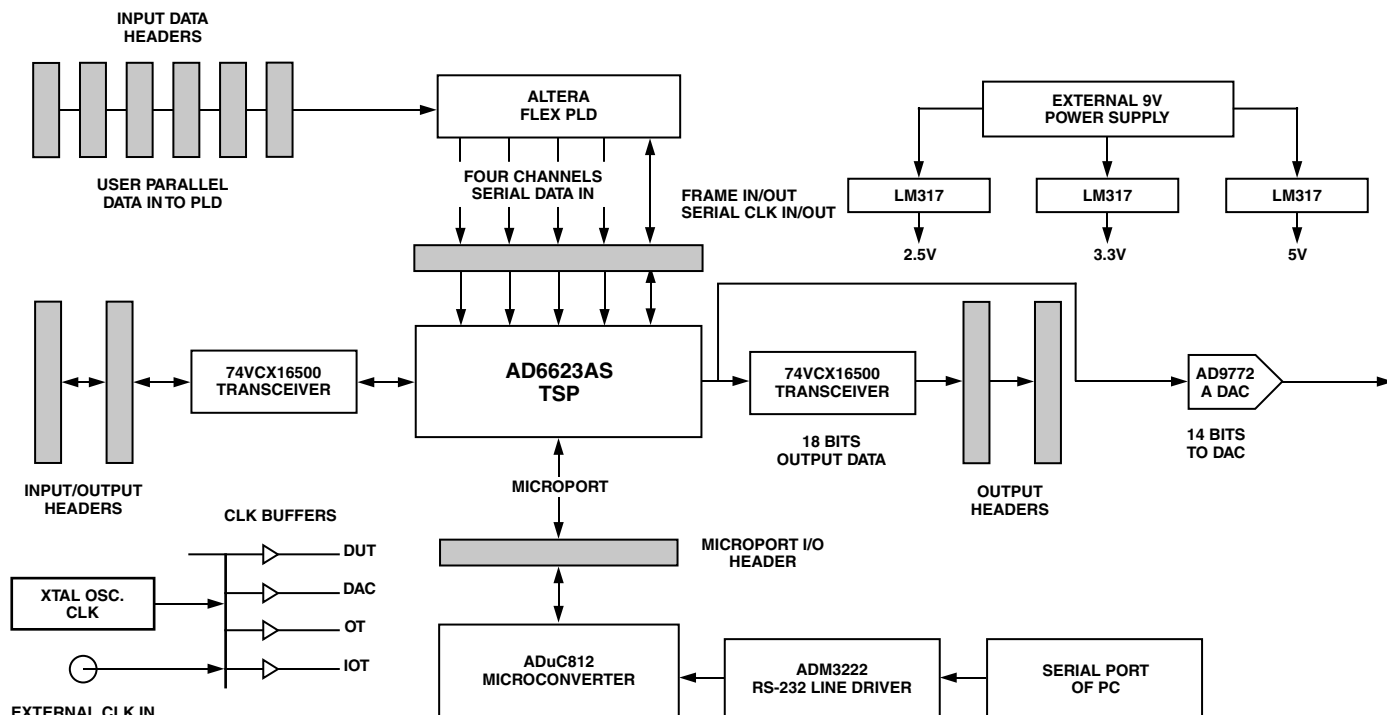 INPUT DATA
HEADERS
ALTERA
FLEX PLD
EXTERNAL 9V
POWER SUPPLY
USER PARALLEL
DATA INTO PLD
FOUR CHANNELS
SERIAL DATA IN
FRAME IN/OUT
SERIAL CLK IN/OUT
LM317
LM317
LM317
2.5V
3.3V
5V
74VCX16500
TRANSCEIVER
AD6623AS
TSP
74VCX16500
TRANSCEIVER
AD9772
A DAC
18 BITS
OUTPUT DATA
14 BITS
TO DAC
INPUT/OUTPUT
HEADERS
MICROPORT
OUTPUT
HEADERS
CLK BUFFERS
DUT
DAC
OT
IOT
XTAL OSC.
CLK
MICROPORT I/O
HEADER
ADuC812
MICROCONVERTER
ADM3222
RS-232 LINE DRIVER
SERIAL PORT
OF PC
EXTERNAL CLK IN